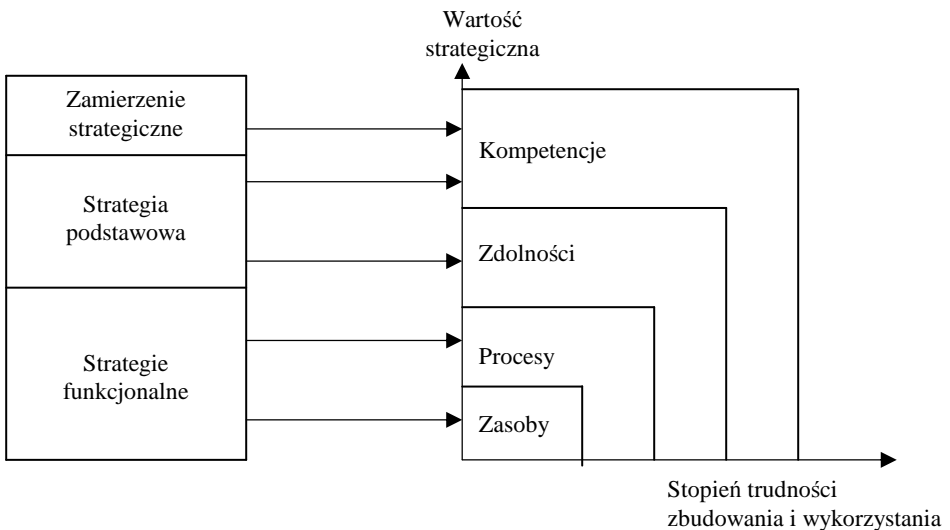 Wartość
strategiczna
Zamierzenie
strategiczne
Kompetencje
Strategia
podstawowa
Zdolności
Strategie
funkcjonalne
Procesy
Zasoby
Stopień trudności
zbudowania i wykorzystania